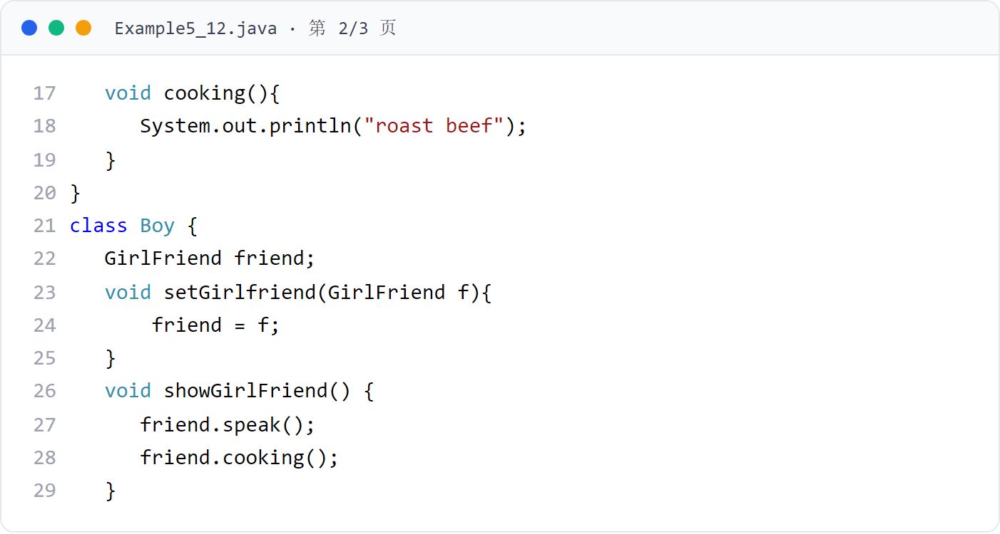 Example5_12.java · 第 2/3 页
17    void cooking(){
18       System.out.println("roast beef");
19    }
20 }
21 class Boy {
22    GirlFriend friend;
23    void setGirlfriend(GirlFriend f){
24        friend = f;
25    }
26    void showGirlFriend() {
27       friend.speak();
28       friend.cooking();
29    }